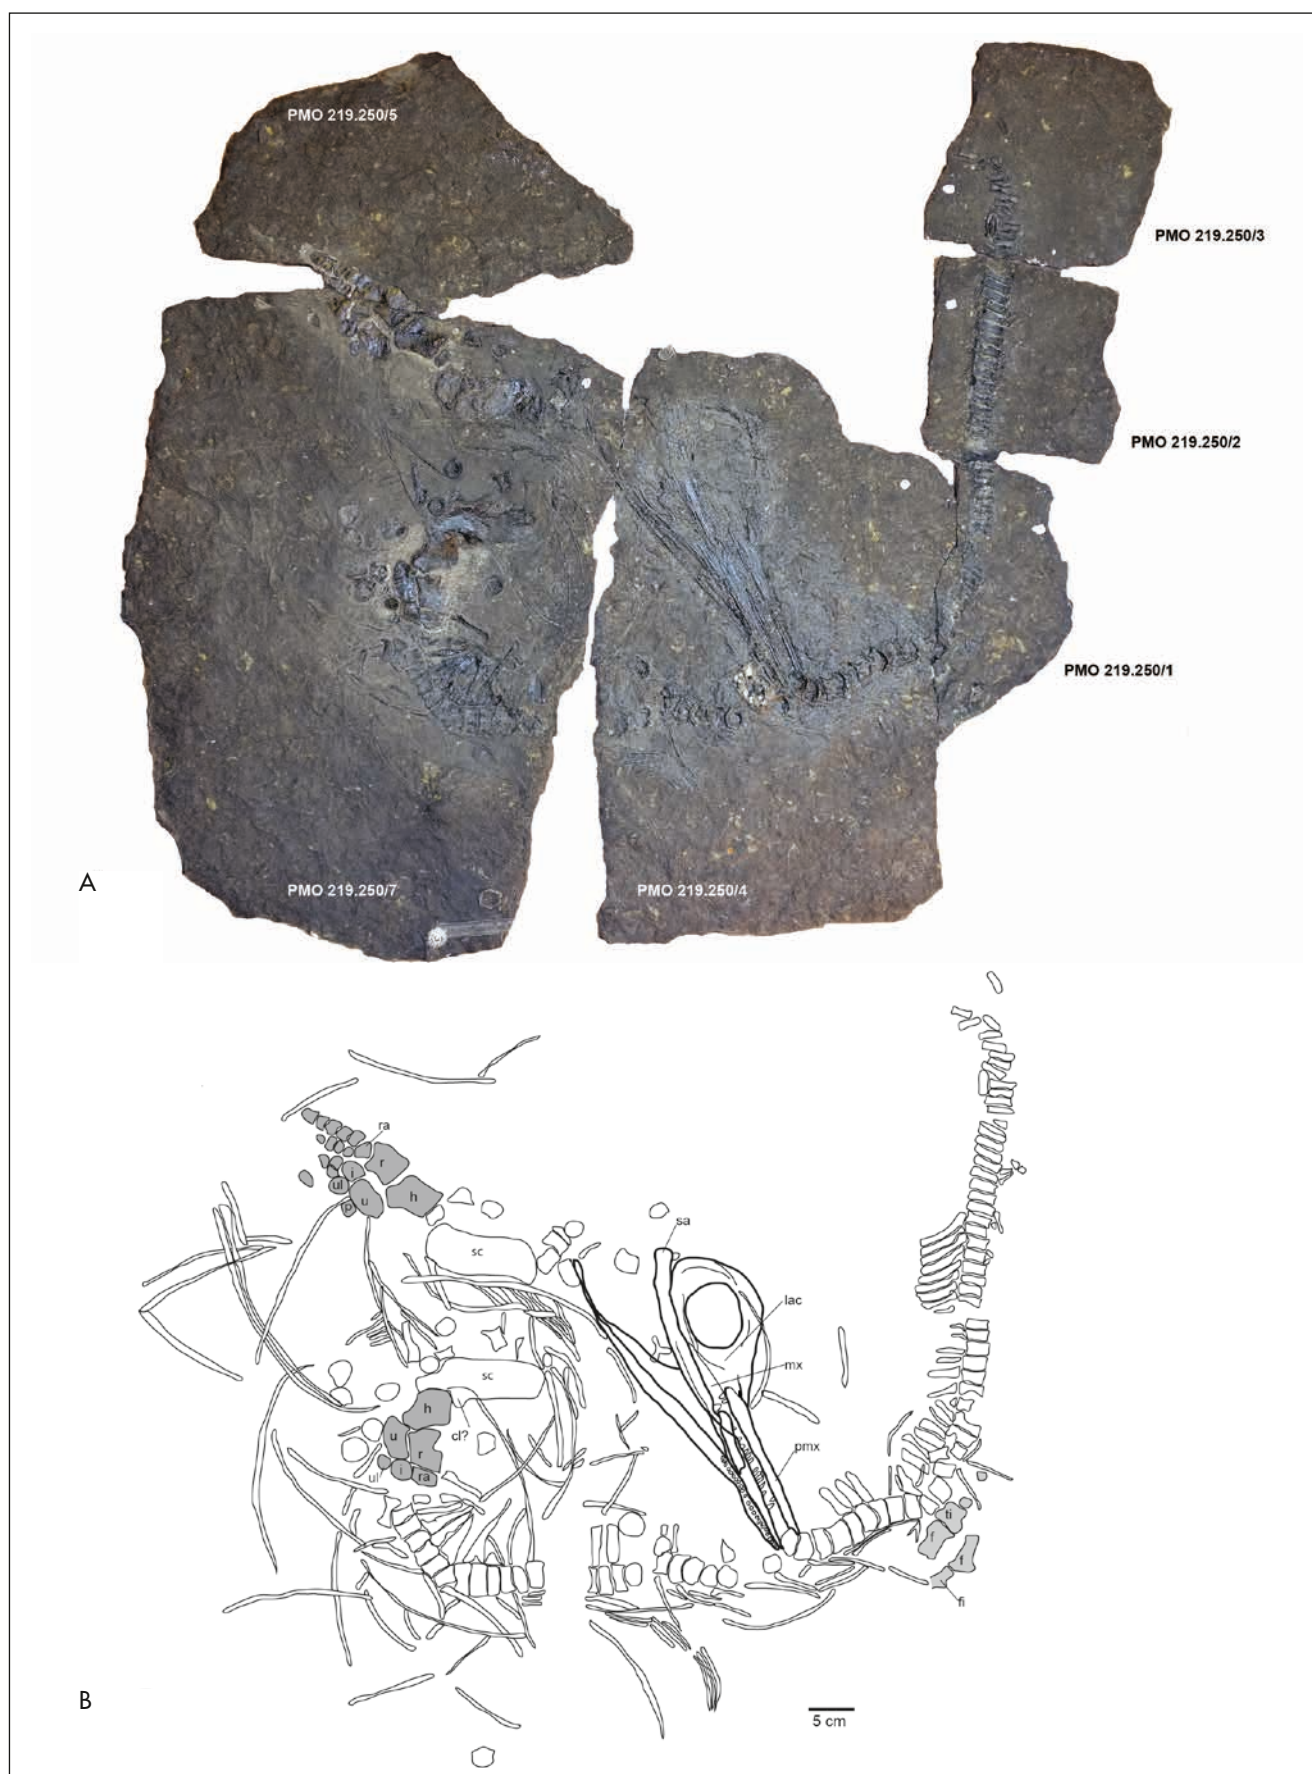 PMO 219.250/5
PMO 219.250/3
PMO 219.250/2
PMO 219.250/1
A
PMO 219.250/7
PMO 219.250/4
ra
r
i
ul
h
u
p
sa
sc
lac
mx
sc
h
cl?
u
r
pmx
ul
i
ra
ti
f
f
fi
B
5 cm